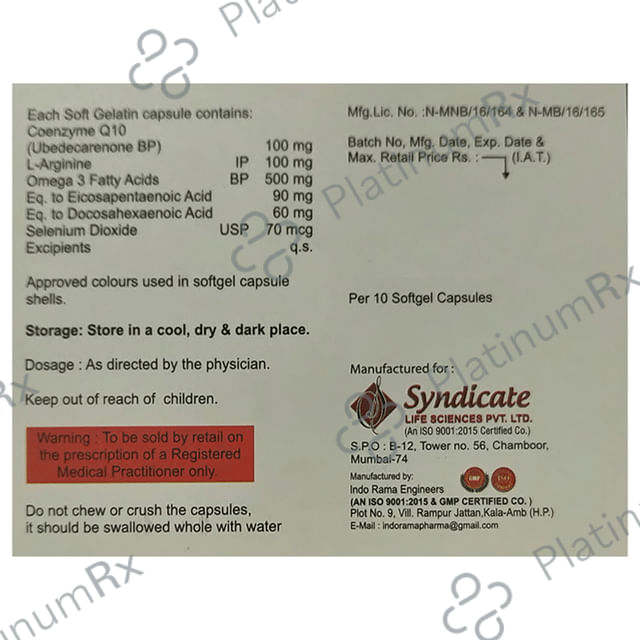 Each Soft Gelatin capsule contains:
Coenzyme Q10
(Ubedecarenone BP) 100 mg
L-Arginine IP 100 mg
Omega 3 Fatty Acids BP 500 mg
Eq. to Eicosapentaenoic Acid 90 mg
Eq. to Docosahexaenoic Acid 60 mg
Selenium Dioxide USP 70 mcg
Excipients q.s.
Approved colours used in softgel capsule
shells.
Storage: Store in a cool, dry & dark place.
Dosage : As directed by the physician.
Keep out of reach of children.
Warning : To be sold by retail on
the prescription of a Registered
Medical Practitioner only.
Do not chew or crush the capsules,
it should be swallowed whole with water
Mfg.Lic. No. :N-MNB/16/164 & N-MB/16/165
Batch No, Mfg. Date, Exp. Date &
Max. Retail Price Rs. : (I.A.T.)
Per 10 Softgel Capsules
Manufactured for :
Syndicate
LIFE SCIENCES PVT. LTD.
(An ISO 9001:2015 Certified Co.)
S.P.O : B-12, Tower no. 56, Chamboor,
Mumbai-74
Manufactured by:
Indo Rama Engineers
(AN ISO 9001:2015 & GMP CERTIFIED CO. )
Plot No. 9, Vill. Rampur Jattan,Kala-Amb (H.P.)
E-Mail : indoramapharma@gmail.com
GMP
ISO
PlatinumRx
PlatinumRx
PlatinumRx
PlatinumRx
PlatinumRx